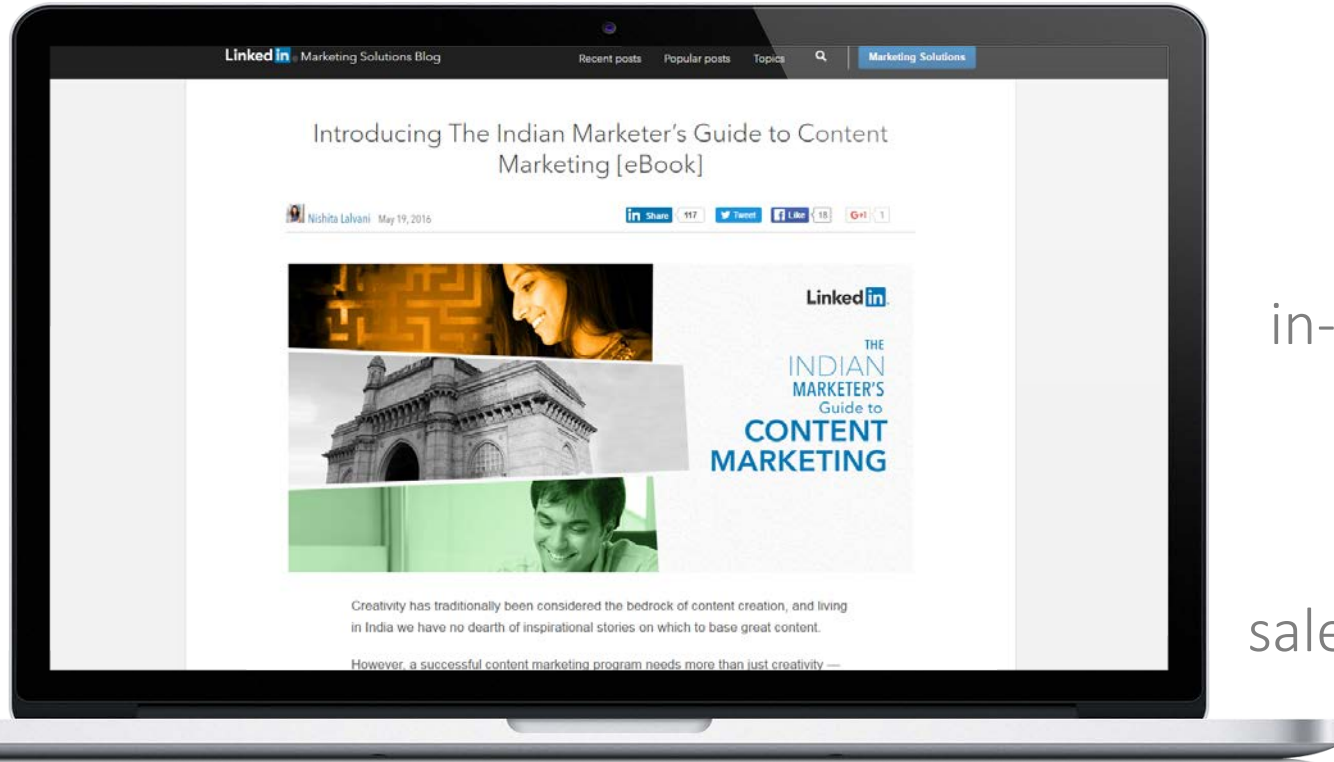 Linked in Marketing Solutions Blog Recent posts Popular posts Topics Marketing Solutions
Introducing The Indian Marketer's Guide to Content
Marketing [eBook]
Nishita Lalvani May 19, 2016 in Share 117 Tweet f Like 18 G+1 1
Linked in
THE
INDIAN
MARKETER'S
Guide to
CONTENT
MARKETING
Creativity has traditionally been considered the bedrock of content creation, and living
in India we have no dearth of inspirational stories on which to base great content.
However, a successful content marketing program needs more than just creativity —
in-
sale